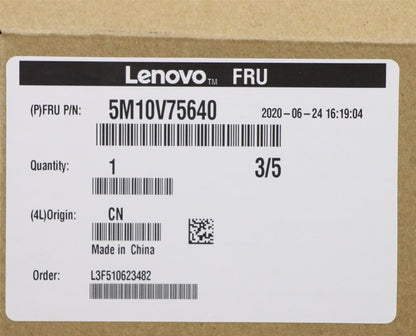 Lenovo™ FRU
(P)FRU P/N: 5M10V75640 2020-06-24 16:19:04
Quantity: 1 3/5
(4L)Origin: CN
Made in China
Order: L3F510623482